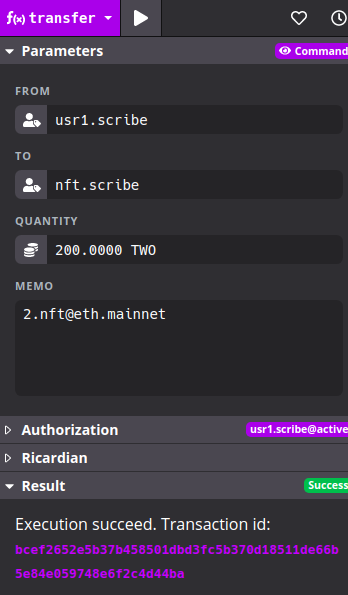 f(x) transfer
Parameters
Command
FROM
usr1.scribe
TO
nft.scribe
QUANTITY
200.0000 TWO
MEMO
2.nft@eth.mainnet
Authorization
usr1.scribe@active
Ricardian
Result
Success
Execution succeed. Transaction id:
bcef2652e5b37b458501dbd3fc5b370d18511de66b
5e84e059748e6f2c4d44ba